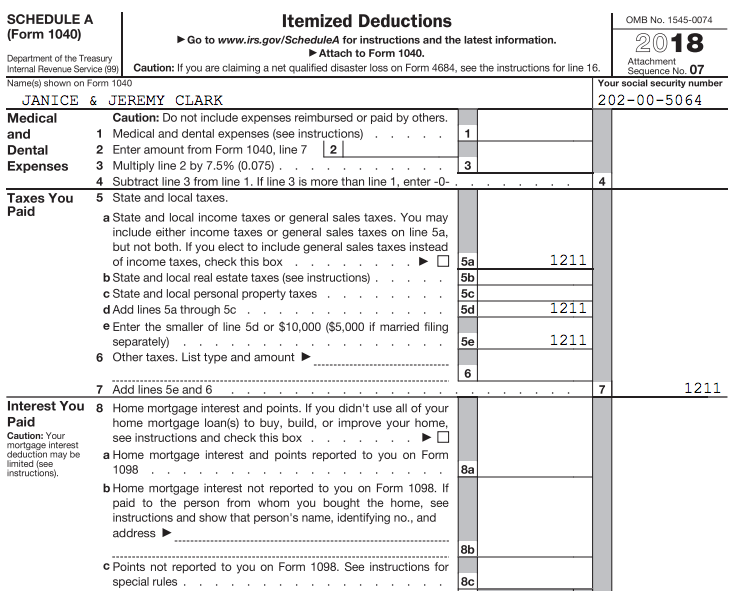 SCHEDULE A
(Form 1040)
Department of the Treasury
Internal Revenue Service (99)
Itemized Deductions
▶ Go to www.irs.gov/ScheduleA for instructions and the latest information.
▶ Attach to Form 1040.
Caution: If you are claiming a net qualified disaster loss on Form 4684, see the instructions for line 16.
OMB No. 1545-0074
2018
Attachment
Sequence No. 07
Name(s) shown on Form 1040
JANICE & JEREMY CLARK
Your social security number
202-00-5064
Medical
and
Dental
Expenses
Caution: Do not include expenses reimbursed or paid by others.
1 Medical and dental expenses (see instructions) . . . . . 1
2 Enter amount from Form 1040, line 7 2
3 Multiply line 2 by 7.5% (0.075) . . . . . . . . . . 3
4 Subtract line 3 from line 1. If line 3 is more than line 1, enter -0- . . . . . . . . 4
Taxes You
Paid
5 State and local taxes.
a State and local income taxes or general sales taxes. You may
include either income taxes or general sales taxes on line 5a,
but not both. If you elect to include general sales taxes instead
of income taxes, check this box . . . . . . . . ▶ ☐ 5a 1211
b State and local real estate taxes (see instructions) . . . . . 5b
c State and local personal property taxes . . . . . . . . 5c
d Add lines 5a through 5c . . . . . . . . . . . . . 5d 1211
e Enter the smaller of line 5d or $10,000 ($5,000 if married filing
separately) . . . . . . . . . . . . . . . . 5e 1211
6 Other taxes. List type and amount ▶
6
7 Add lines 5e and 6 . . . . . . . . . . . . . . . . . . . 7 1211
Interest You
Paid
Caution: Your
mortgage interest
deduction may be
limited (see
instructions).
8 Home mortgage interest and points. If you didn't use all of your
home mortgage loan(s) to buy, build, or improve your home,
see instructions and check this box . . . . . . . ▶ ☐
a Home mortgage interest and points reported to you on Form
1098 . . . . . . . . . . . . . . . . . . 8a
b Home mortgage interest not reported to you on Form 1098. If
paid to the person from whom you bought the home, see
instructions and show that person's name, identifying no., and
address ▶
8b
c Points not reported to you on Form 1098. See instructions for
special rules . . . . . . . . . . . . . . . . 8c